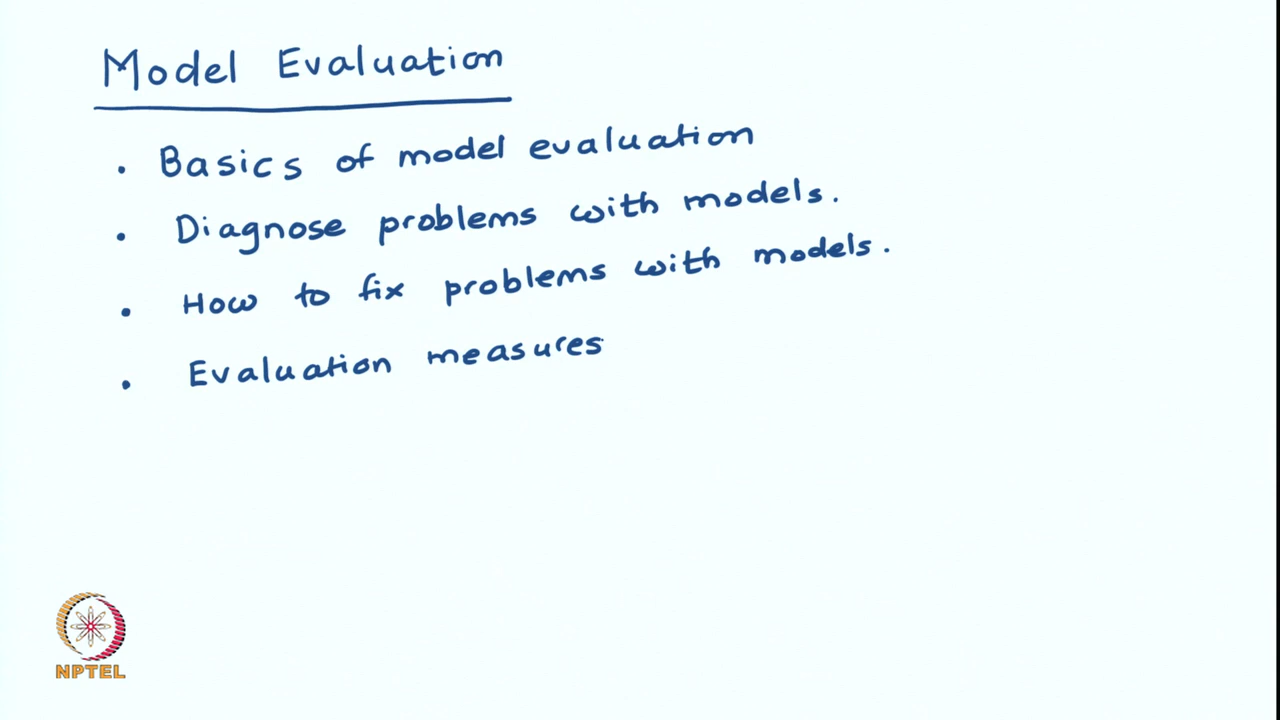 Model Evaluation
• Basics of model evaluation
• Diagnose problems with models.
• How to fix problems with models.
• Evaluation measures
NPTEL